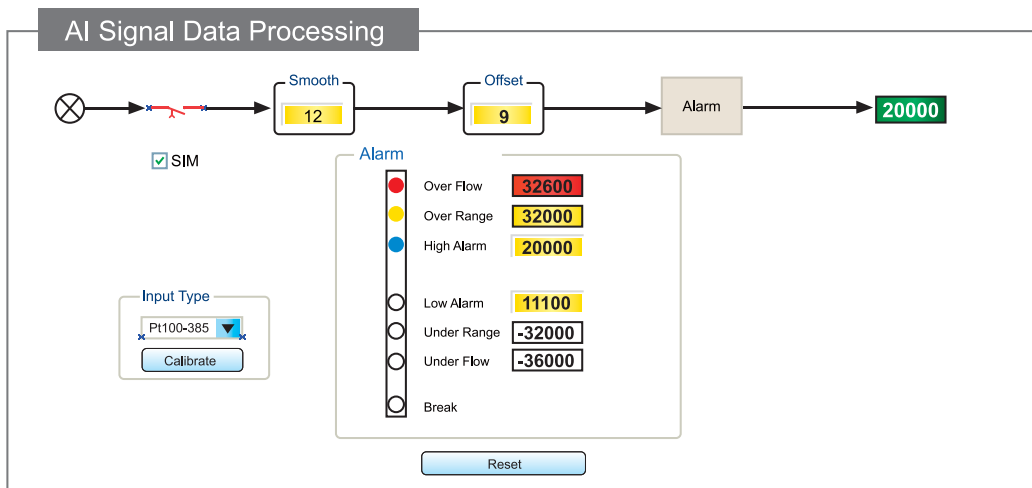 AI Signal Data Processing
Smooth
12
Offset
9
Alarm
20000
SIM
Alarm
Over Flow 32600
Over Range 32000
High Alarm 20000
Low Alarm 11100
Under Range -32000
Under Flow -36000
Break
Input Type
Pt100-385
Calibrate
Reset